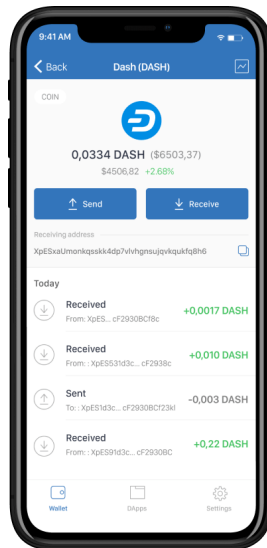 9:41 AM
Back
Dash (DASH)
COIN
0,0334 DASH ($6503,37)
$4506,82 +2.68%
Send
Receive
Receiving address
XpESxaUmonkqsskk4dp7vlvhgnsujqvkqukfq8h6
Today
Received
+0,0017 DASH
From: XpES... cF2930BCf8c
Received
+0,010 DASH
From: : XpES531d3c... cF2938c
Sent
-0,003 DASH
To: : XpES1d3c... cF2930BCf23kl
Received
+0,22 DASH
From: : XpES91d3c... cF2930BC
Wallet
DApps
Settings